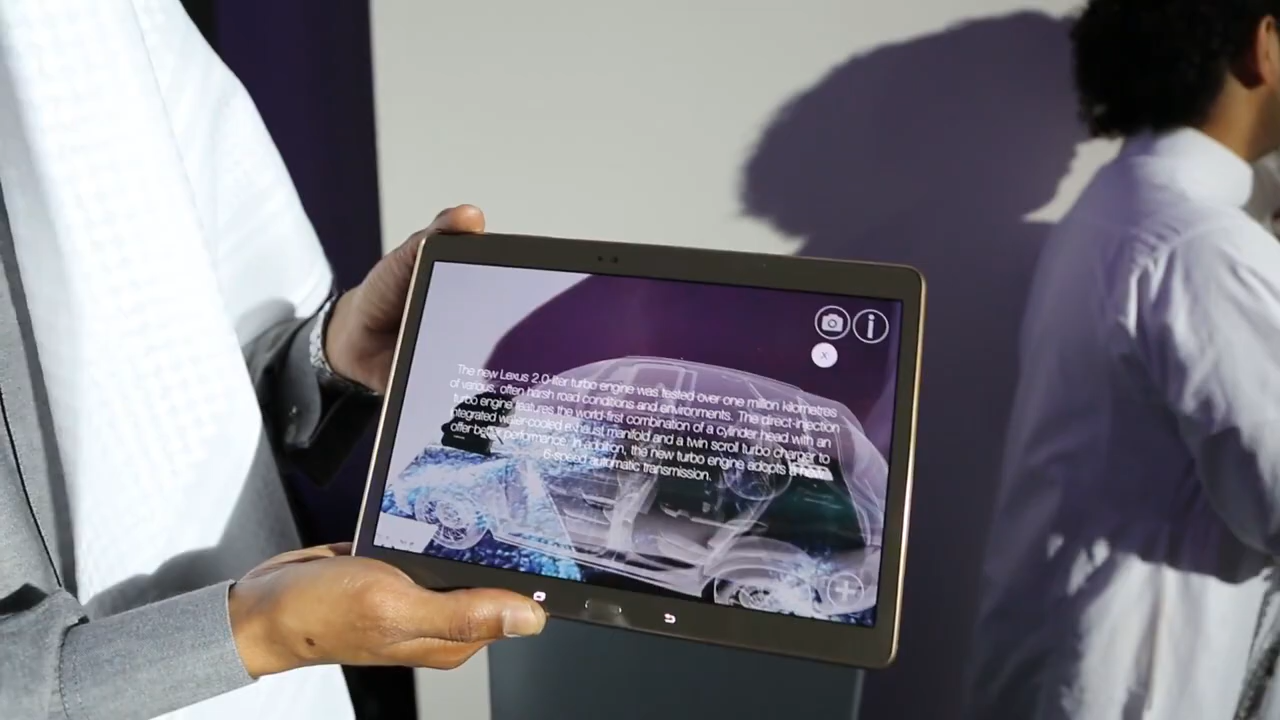 The new Lexus 2.0-liter turbo engine was tested over one million kilometres
of various, often harsh road conditions and environments. The direct-injection
turbo engine features the world-first combination of a cylinder head with an
integrated water-cooled exhaust manifold and a twin scroll turbo charger to
offer better performance. In addition, the new turbo engine adopts a new
6-speed automatic transmission.